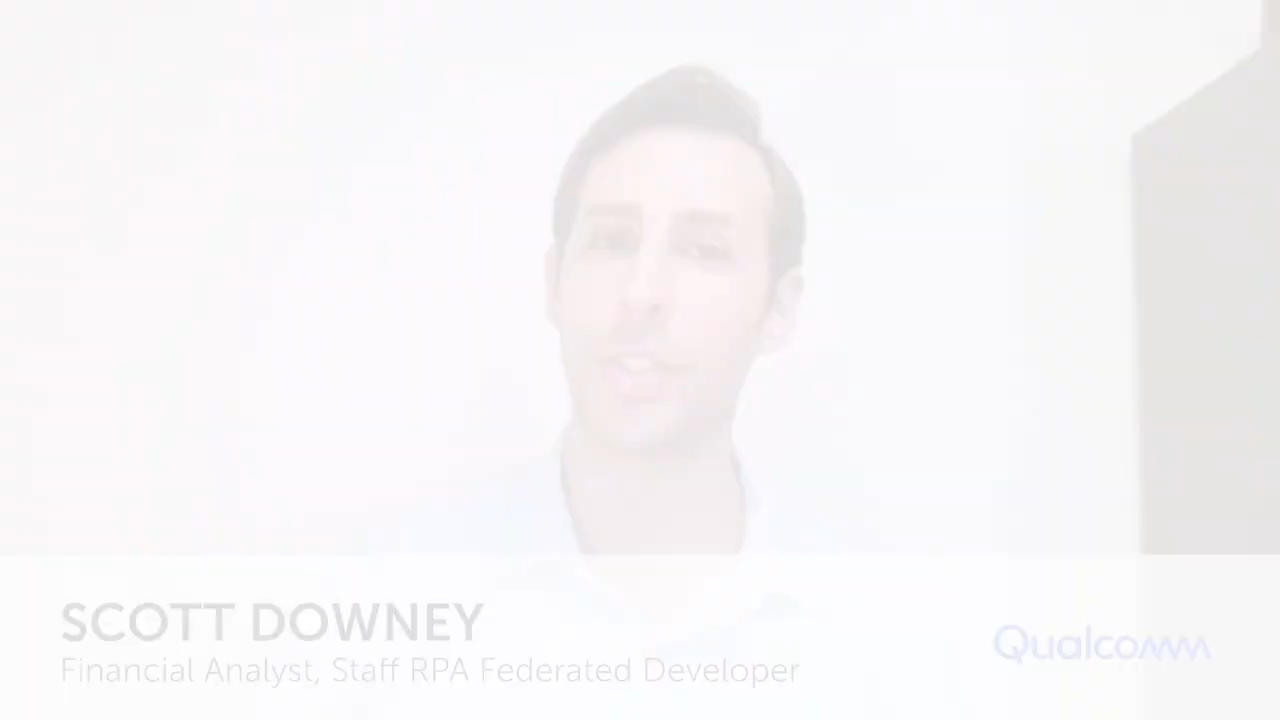 SCOTT DOWNEY
Financial Analyst, Staff RPA Federated Developer
Qualcomm